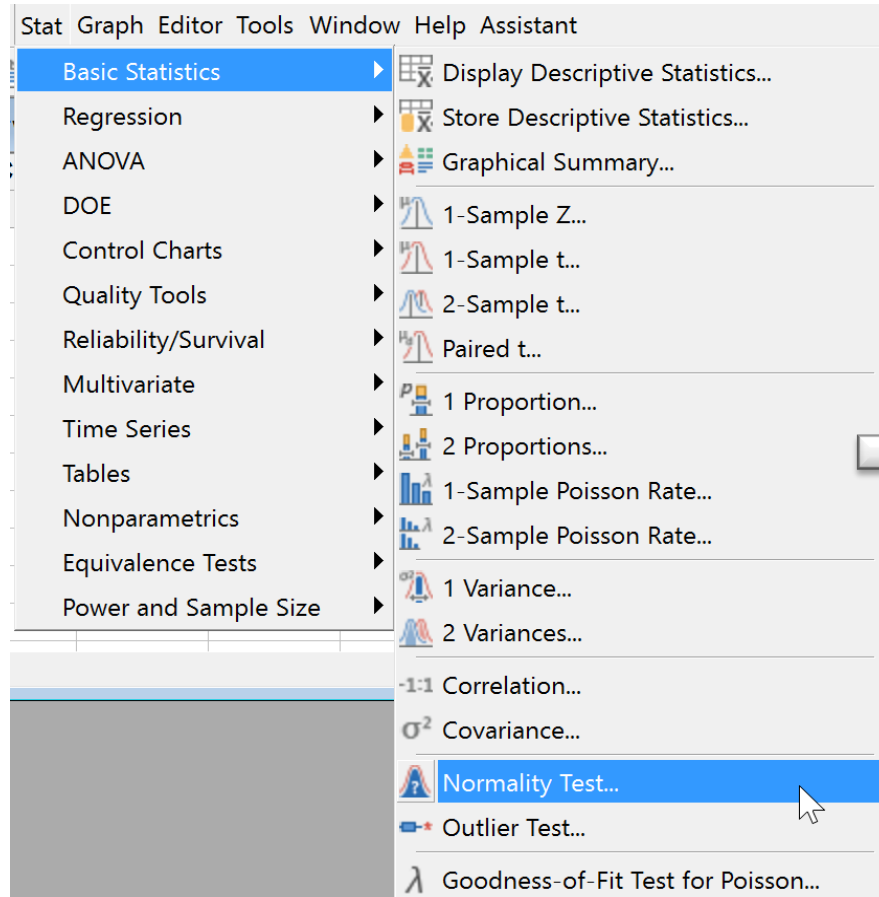 Stat Graph Editor Tools Window Help Assistant
Basic Statistics
Regression
ANOVA
DOE
Control Charts
Quality Tools
Reliability/Survival
Multivariate
Time Series
Tables
Nonparametrics
Equivalence Tests
Power and Sample Size
Display Descriptive Statistics...
Store Descriptive Statistics...
Graphical Summary...
1-Sample Z...
1-Sample t...
2-Sample t...
Paired t...
1 Proportion...
2 Proportions...
1-Sample Poisson Rate...
2-Sample Poisson Rate...
1 Variance...
2 Variances...
-1:1 Correlation...
σ² Covariance...
Normality Test...
Outlier Test...
λ Goodness-of-Fit Test for Poisson...